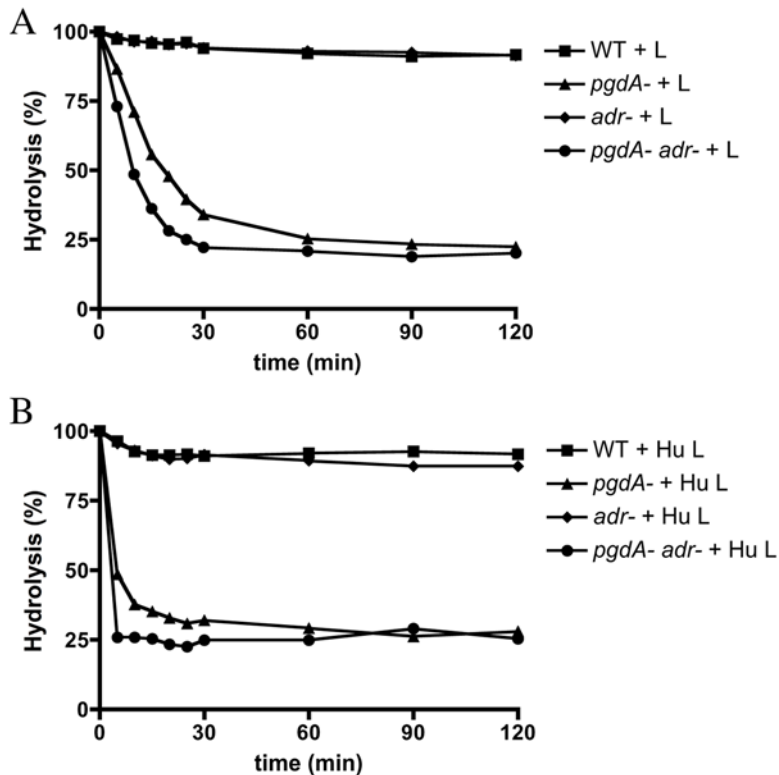 A
100
75
50
25
0
Hydrolysis (%)
0 30 60 90 120
time (min)
WT + L
pgdA- + L
adr- + L
pgdA- adr- + L
B
100
75
50
25
0
Hydrolysis (%)
0 30 60 90 120
time (min)
WT + Hu L
pgdA- + Hu L
adr- + Hu L
pgdA- adr- + Hu L